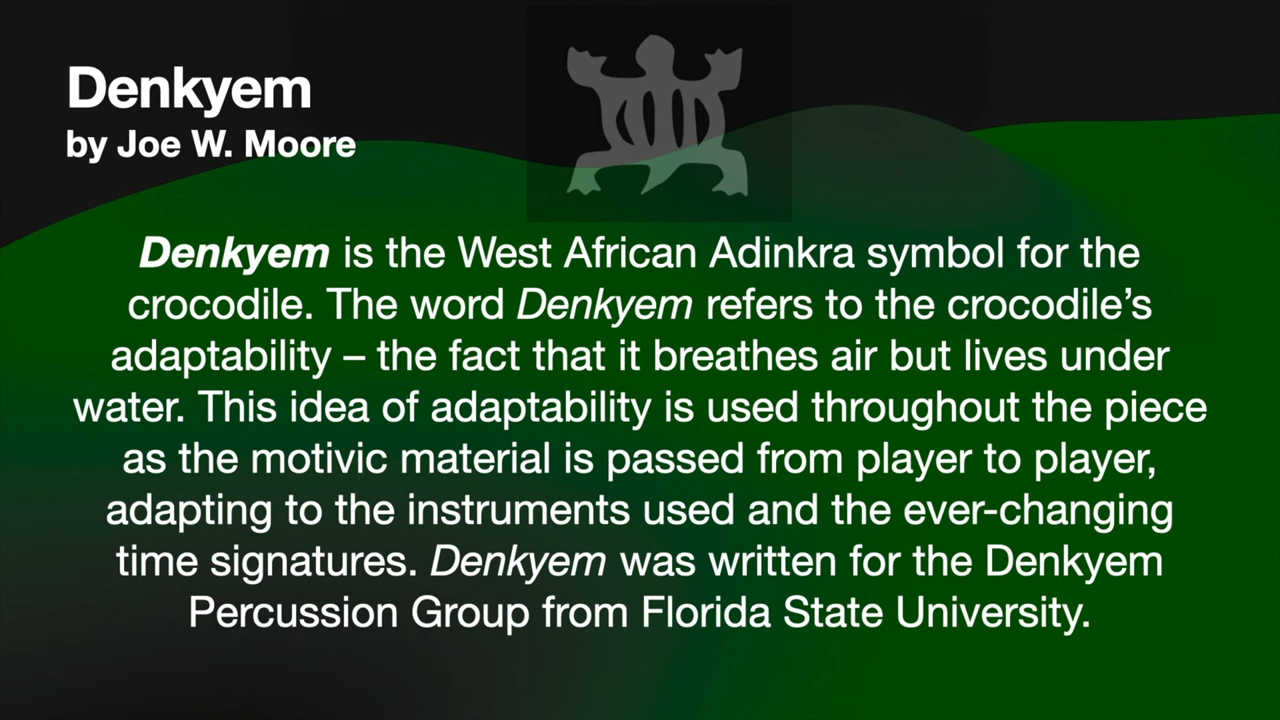 Denkyem
by Joe W. Moore
Denkyem is the West African Adinkra symbol for the
crocodile. The word Denkyem refers to the crocodile’s
adaptability – the fact that it breathes air but lives under
water. This idea of adaptability is used throughout the piece
as the motivic material is passed from player to player,
adapting to the instruments used and the ever-changing
time signatures. Denkyem was written for the Denkyem
Percussion Group from Florida State University.